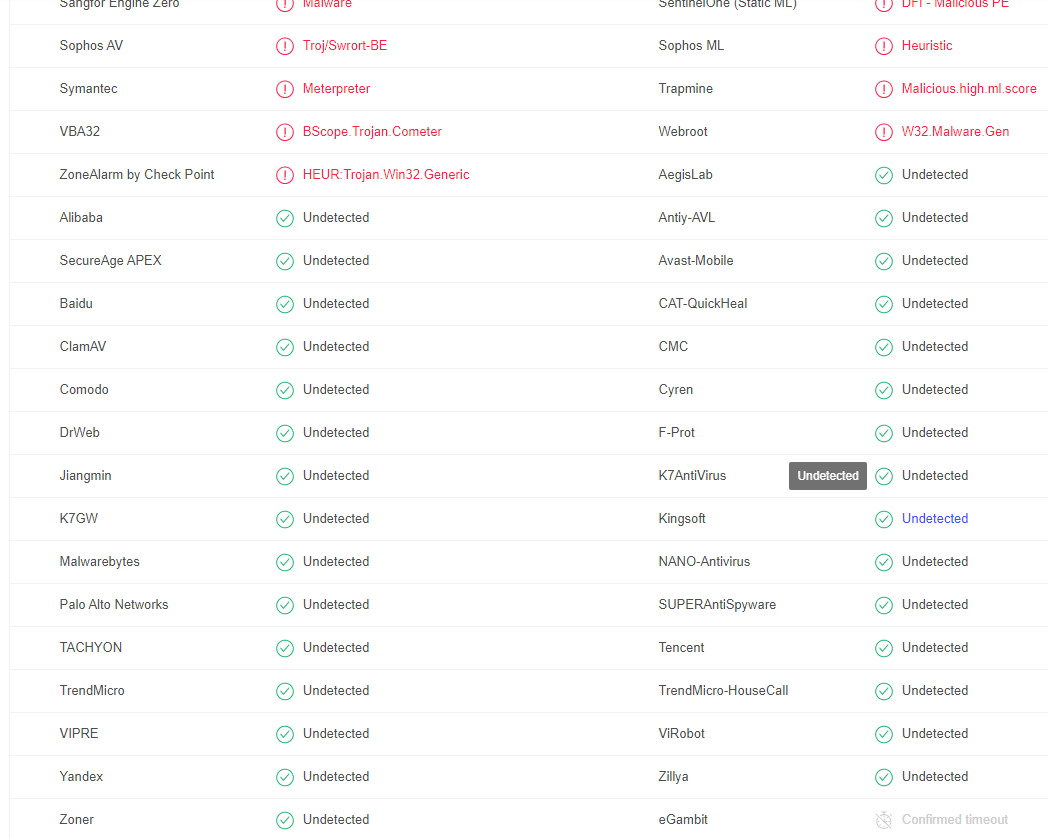 Sangfor Engine Zero Malware SentinelOne (Static ML) DFI - Malicious PE
Sophos AV Troj/Swrort-BE Sophos ML Heuristic
Symantec Meterpreter Trapmine Malicious.high.ml.score
VBA32 BScope.Trojan.Cometer Webroot W32.Malware.Gen
ZoneAlarm by Check Point HEUR:Trojan.Win32.Generic AegisLab Undetected
Alibaba Undetected Antiy-AVL Undetected
SecureAge APEX Undetected Avast-Mobile Undetected
Baidu Undetected CAT-QuickHeal Undetected
ClamAV Undetected CMC Undetected
Comodo Undetected Cyren Undetected
DrWeb Undetected F-Prot Undetected
Jiangmin Undetected K7AntiVirus Undetected Undetected
K7GW Undetected Kingsoft Undetected
Malwarebytes Undetected NANO-Antivirus Undetected
Palo Alto Networks Undetected SUPERAntiSpyware Undetected
TACHYON Undetected Tencent Undetected
TrendMicro Undetected TrendMicro-HouseCall Undetected
VIPRE Undetected ViRobot Undetected
Yandex Undetected Zillya Undetected
Zoner Undetected eGambit Confirmed timeout